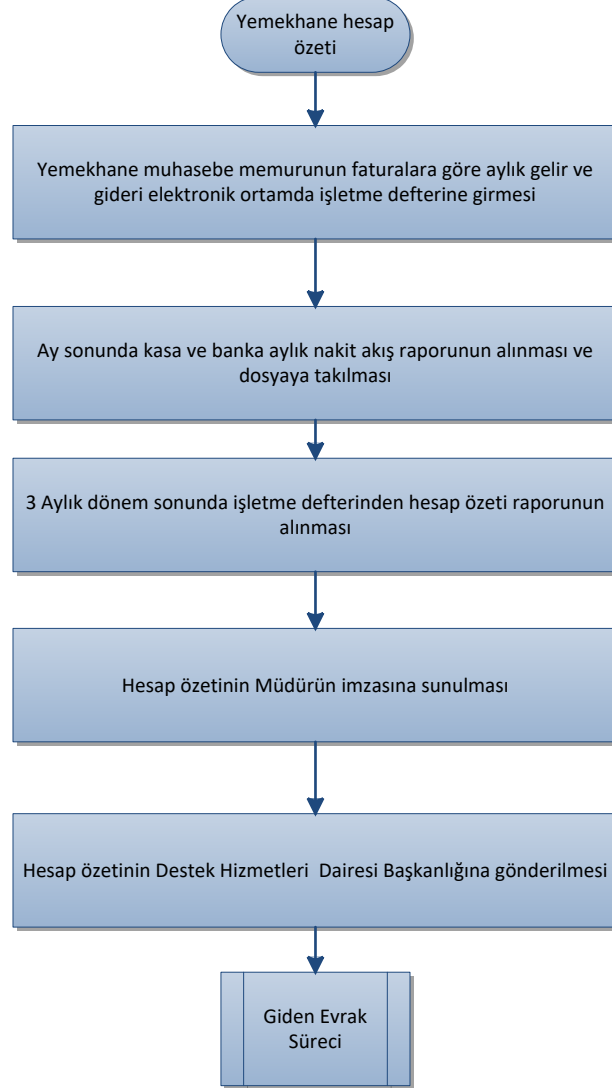 Yemekhane hesap
özeti
Yemekhane muhasebe memurunun faturalara göre aylık gelir ve
gideri elektronik ortamda işletme defterine girmesi
Ay sonunda kasa ve banka aylık nakit akış raporunun alınması ve
dosyaya takılması
3 Aylık dönem sonunda işletme defterinden hesap özeti raporunun
alınması
Hesap özetinin Müdürün imzasına sunulması
Hesap özetinin Destek Hizmetleri  Dairesi Başkanlığına gönderilmesi
Giden Evrak
Süreci